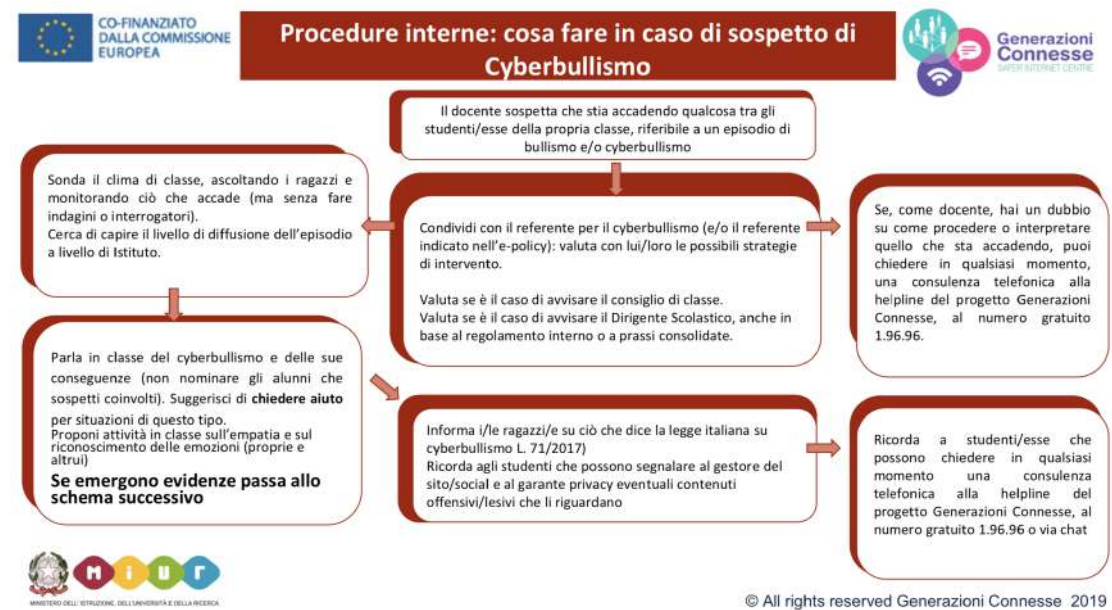 CO-FINANZIATO
DALLA COMMISSIONE
EUROPEA
Procedure interne: cosa fare in caso di sospetto di
Cyberbullismo
Generazioni
Connesse
SAFER INTERNET CENTRE
Il docente sospetta che stia accadendo qualcosa tra gli
studenti/esse della propria classe, riferibile a un episodio di
bullismo e/o cyberbullismo
Sonda il clima di classe, ascoltando i ragazzi e
monitorando ciò che accade (ma senza fare
indagini o interrogatori).
Cerca di capire il livello di diffusione dell'episodio
a livello di Istituto.
Condividi con il referente per il cyberbullismo (e/o il referente
indicato nell'e-policy): valuta con lui/loro le possibili strategie
di intervento.
Valuta se è il caso di avvisare il consiglio di classe.
Valuta se è il caso di avvisare il Dirigente Scolastico, anche in
base al regolamento interno o a prassi consolidate.
Se, come docente, hai un dubbio
su come procedere o interpretare
quello che sta accadendo, puoi
chiedere in qualsiasi momento,
una consulenza telefonica alla
helpline del progetto Generazioni
Connesse, al numero gratuito
1.96.96.
Parla in classe del cyberbullismo e delle sue
conseguenze (non nominare gli alunni che
sospetti coinvolti). Suggerisci di chiedere aiuto
per situazioni di questo tipo.
Proponi attività in classe sull'empatia e sul
riconoscimento delle emozioni (proprie e
altrui)
Se emergono evidenze passa allo
schema successivo
Informa i/le ragazzi/e su ciò che dice la legge italiana su
cyberbullismo L. 71/2017)
Ricorda agli studenti che possono segnalare al gestore del
sito/social e al garante privacy eventuali contenuti
offensivi/lesivi che li riguardano
Ricorda a studenti/esse che
possono chiedere in qualsiasi
momento una consulenza
telefonica alla helpline del
progetto Generazioni Connesse, al
numero gratuito 1.96.96 o via chat
miur
MINISTERO DELL'ISTRUZIONE, DELL'UNIVERSITÀ E DELLA RICERCA
© All rights reserved Generazioni Connesse 2019